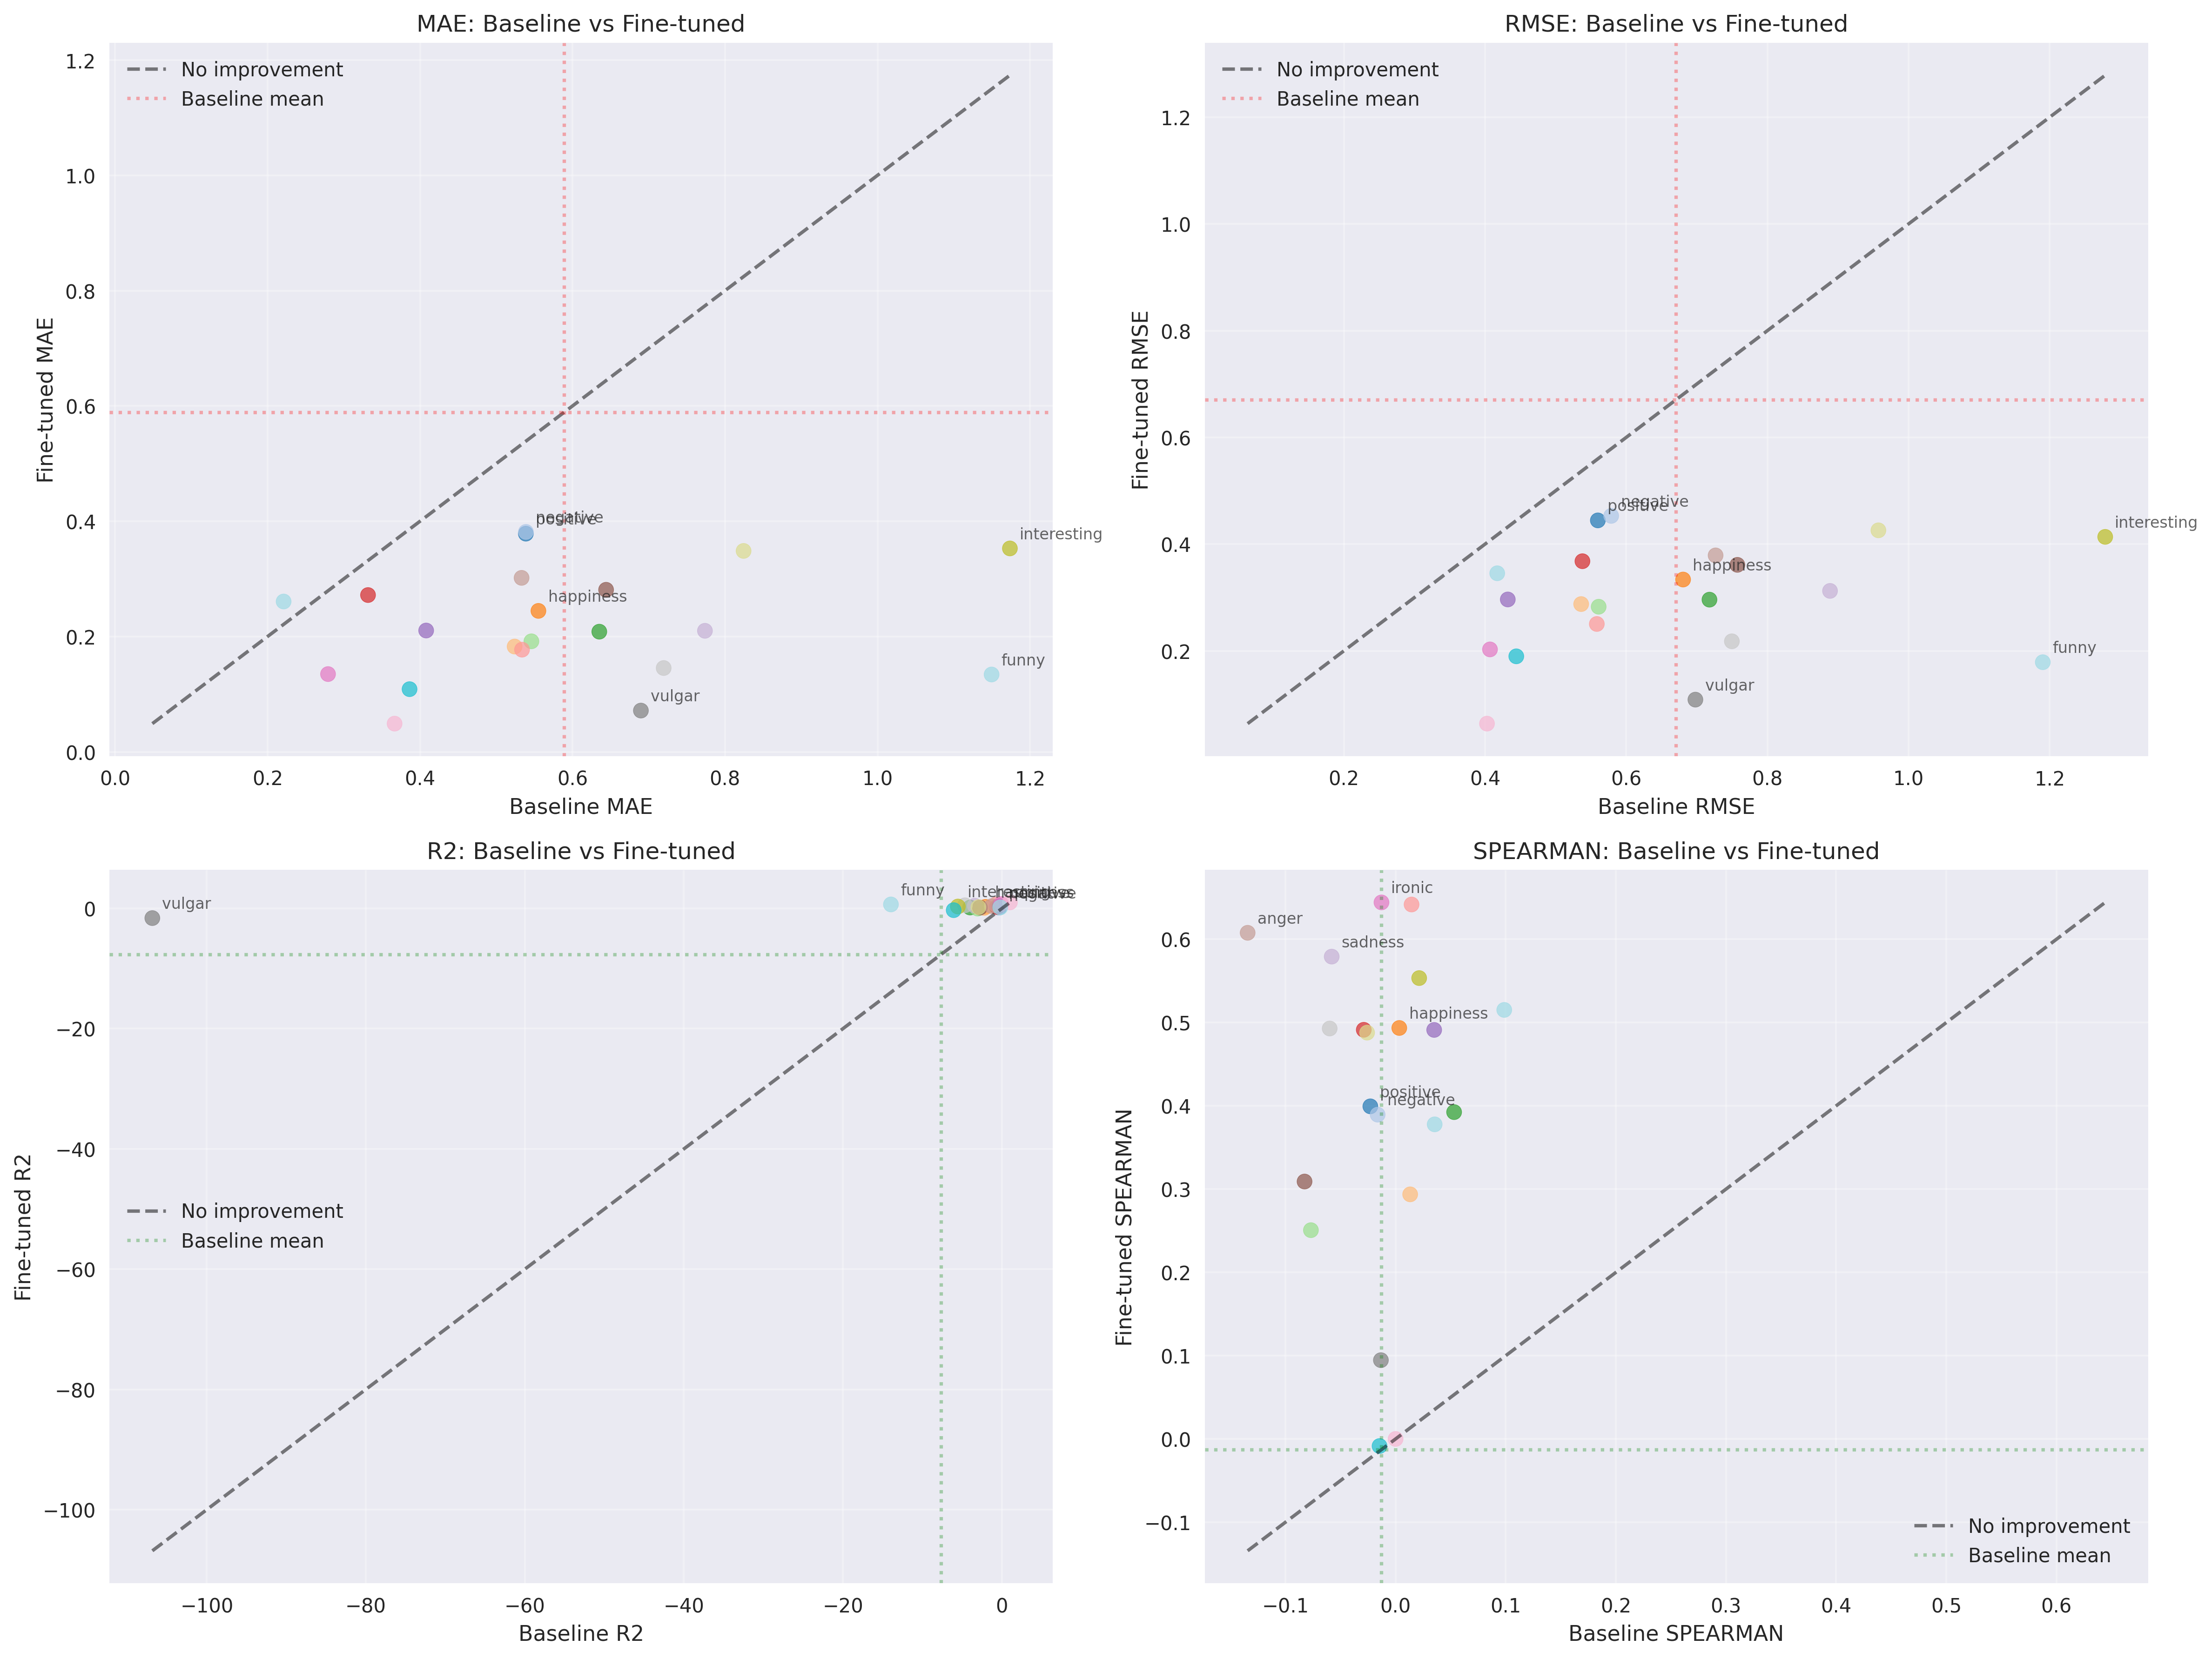 MAE: Baseline vs Fine-tuned
No improvement
Baseline mean
1.2
1.0
0.8
0.6
0.4
0.2
0.0
Fine-tuned MAE
negative
positive
interesting
happiness
funny
vulgar
0.0 0.2 0.4 0.6 0.8 1.0 1.2
Baseline MAE
RMSE: Baseline vs Fine-tuned
No improvement
Baseline mean
1.2
1.0
0.8
0.6
0.4
0.2
Fine-tuned RMSE
negative
positive
interesting
happiness
funny
vulgar
0.2 0.4 0.6 0.8 1.0 1.2
Baseline RMSE
R2: Baseline vs Fine-tuned
vulgar
funny
0
−20
−40
−60
−80
−100
Fine-tuned R2
No improvement
Baseline mean
−100 −80 −60 −40 −20 0
Baseline R2
SPEARMAN: Baseline vs Fine-tuned
ironic
anger
sadness
happiness
positive
negative
0.6
0.5
0.4
0.3
0.2
0.1
0.0
−0.1
Fine-tuned SPEARMAN
No improvement
Baseline mean
−0.1 0.0 0.1 0.2 0.3 0.4 0.5 0.6
Baseline SPEARMAN